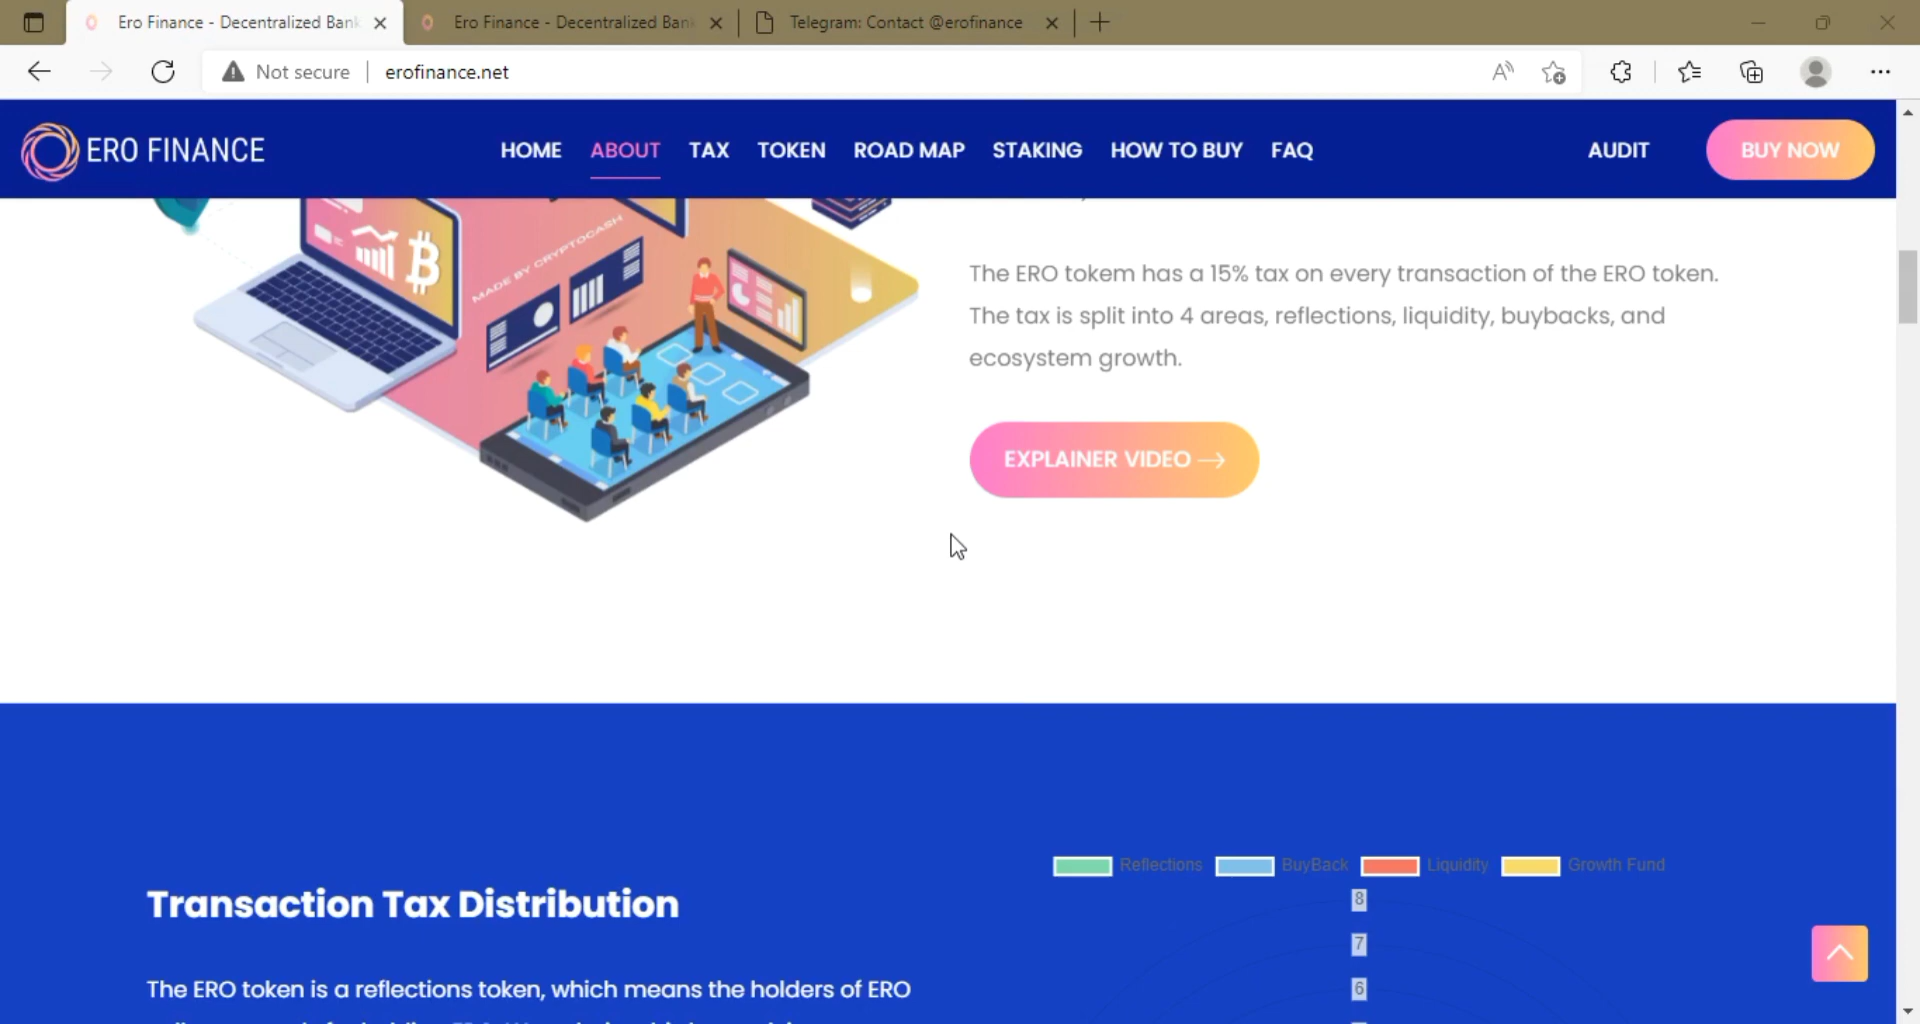 Ero Finance - Decentralized Bank
Ero Finance - Decentralized Bank
Telegram: Contact @erofinance
Not secure
erofinance.net
ERO FINANCE
HOME
ABOUT
TAX
TOKEN
ROAD MAP
STAKING
HOW TO BUY
FAQ
AUDIT
BUY NOW
MADE BY CRYPTOCASH
The ERO tokem has a 15% tax on every transaction of the ERO token.
The tax is split into 4 areas, reflections, liquidity, buybacks, and
ecosystem growth.
EXPLAINER VIDEO →
Reflections
BuyBack
Liquidity
Growth Fund
8
7
6
Transaction Tax Distribution
The ERO token is a reflections token, which means the holders of ERO